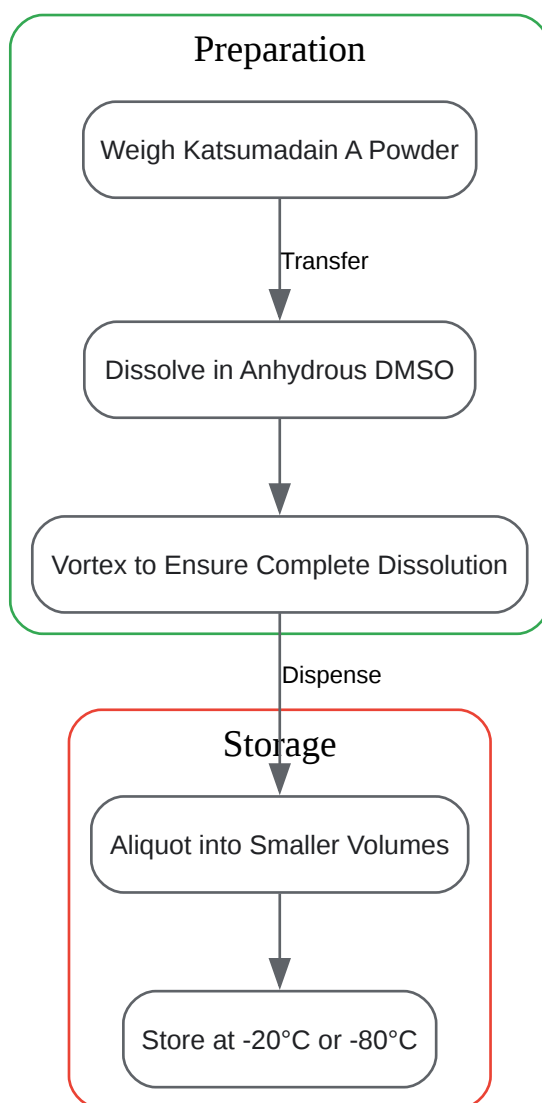 Preparation
Weigh Katsumadain A Powder
Transfer
Dissolve in Anhydrous DMSO
Vortex to Ensure Complete Dissolution
Dispense
Storage
Aliquot into Smaller Volumes
Store at -20°C or -80°C